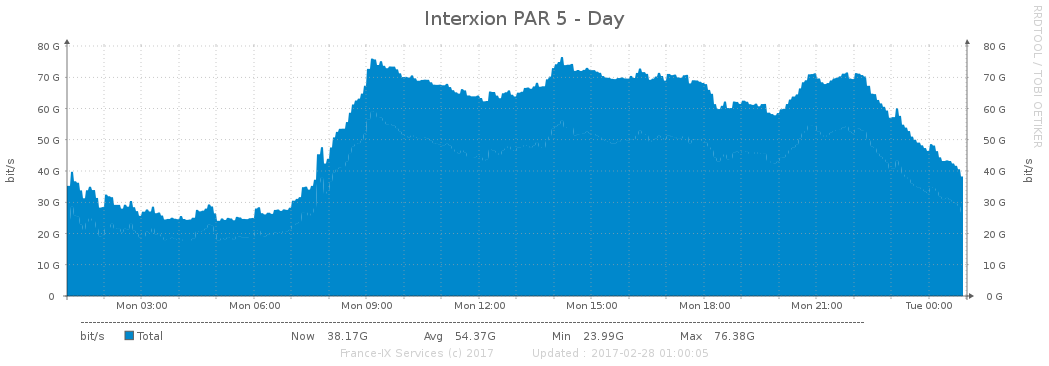 Interxion PAR 5 - Day
RRDTOOL / TOBI OETIKER
80 G 80 G
70 G 70 G
60 G 60 G
50 G 50 G
40 G 40 G
30 G 30 G
20 G 20 G
10 G 10 G
0 0 G
bit/s
bit/s
Mon 03:00 Mon 06:00 Mon 09:00 Mon 12:00 Mon 15:00 Mon 18:00 Mon 21:00 Tue 00:00
bit/s Total Now 38.17G Avg 54.37G Min 23.99G Max 76.38G
France-IX Services (c) 2017 Updated : 2017-02-28 01:00:05